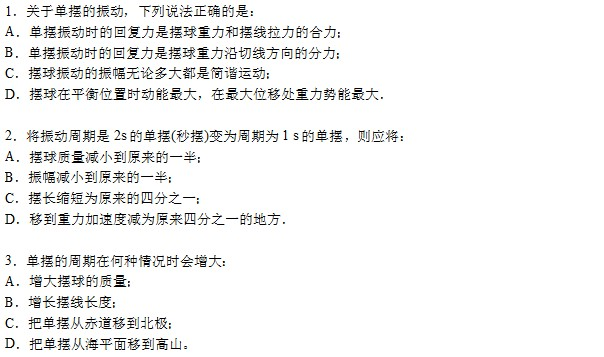 1．关于单摆的振动，下列说法正确的是：
A．单摆振动时的回复力是摆球重力和摆线拉力的合力；
B．单摆振动时的回复力是摆球重力沿切线方向的分力；
C．摆球振动的振幅无论多大都是简谐运动；
D．摆球在平衡位置时动能最大，在最大位移处重力势能最大．
2．将振动周期是 2s 的单摆(秒摆)变为周期为 1 s 的单摆，则应将：
A．摆球质量减小到原来的一半；
B．振幅减小到原来的一半；
C．摆长缩短为原来的四分之一；
D．移到重力加速度减为原来四分之一的地方．
3．单摆的周期在何种情况时会增大：
A．增大摆球的质量；
B．增长摆线长度；
C．把单摆从赤道移到北极；
D．把单摆从海平面移到高山。